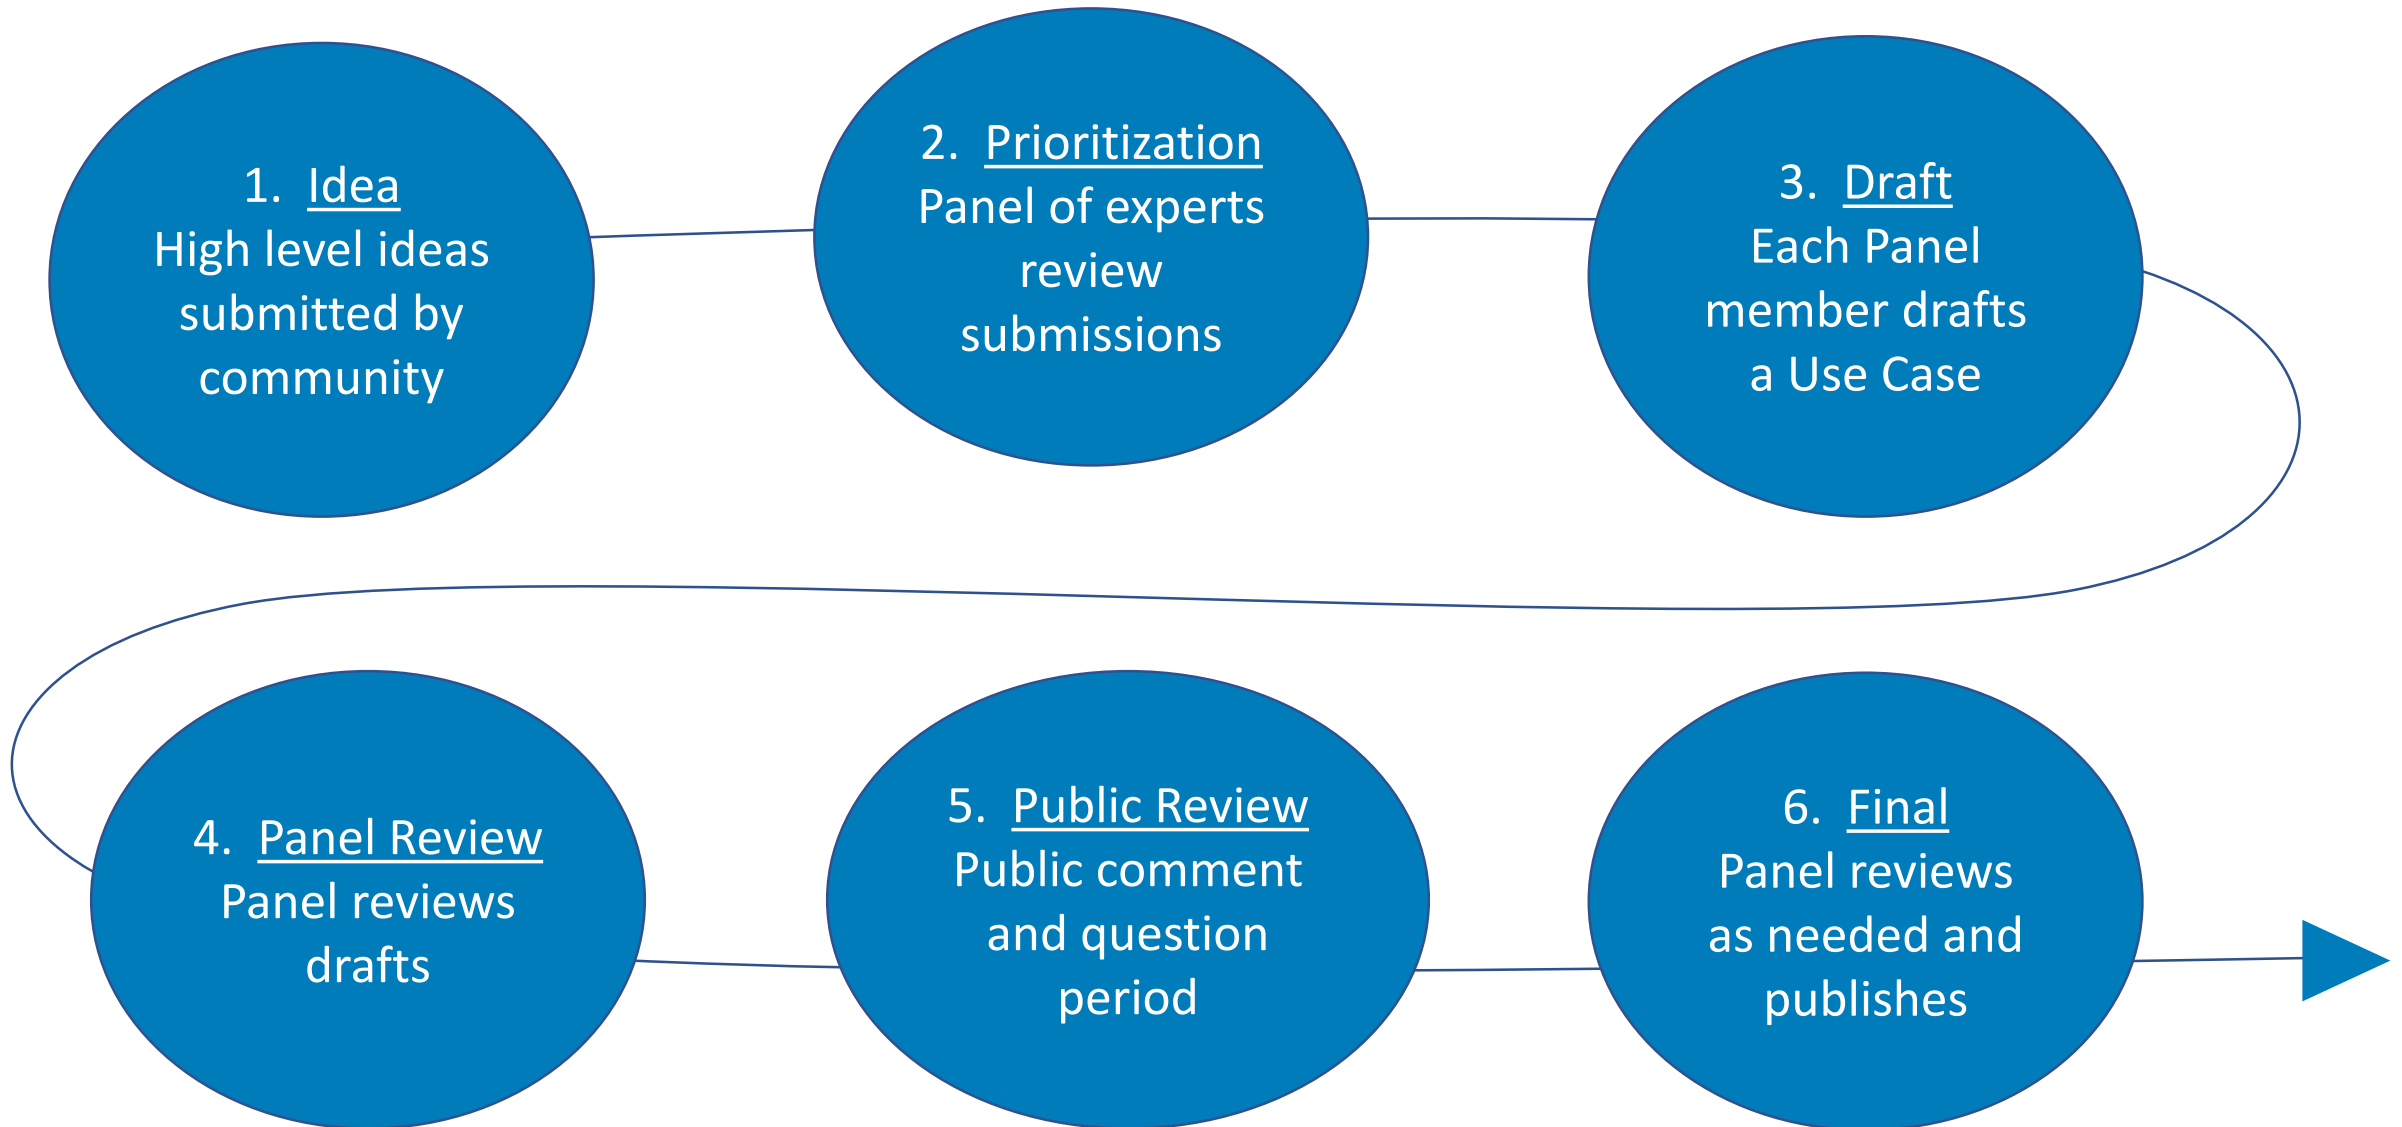 1. Idea
High level ideas
submitted by
community
2. Prioritization
Panel of experts
review
submissions
3. Draft
Each Panel
member drafts
a Use Case
4. Panel Review
Panel reviews
drafts
5. Public Review
Public comment
and question
period
6. Final
Panel reviews
as needed and
publishes